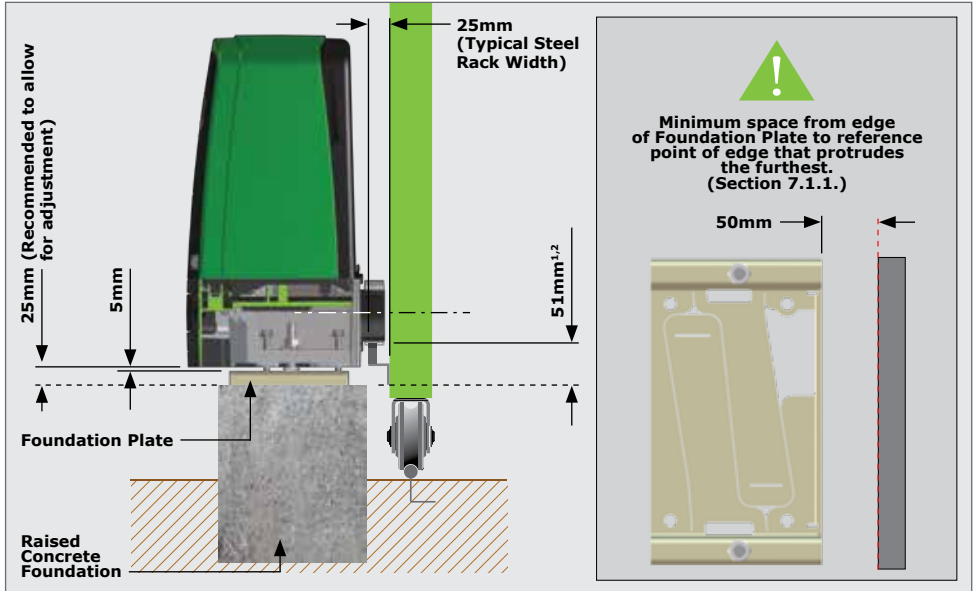 25mm
(Typical Steel
Rack Width)
25mm (Recommended to allow
for adjustment)
5mm
51mm1,2
Foundation Plate
Raised
Concrete
Foundation
!
Minimum space from edge
of Foundation Plate to reference
point of edge that protrudes
the furthest.
(Section 7.1.1.)
50mm